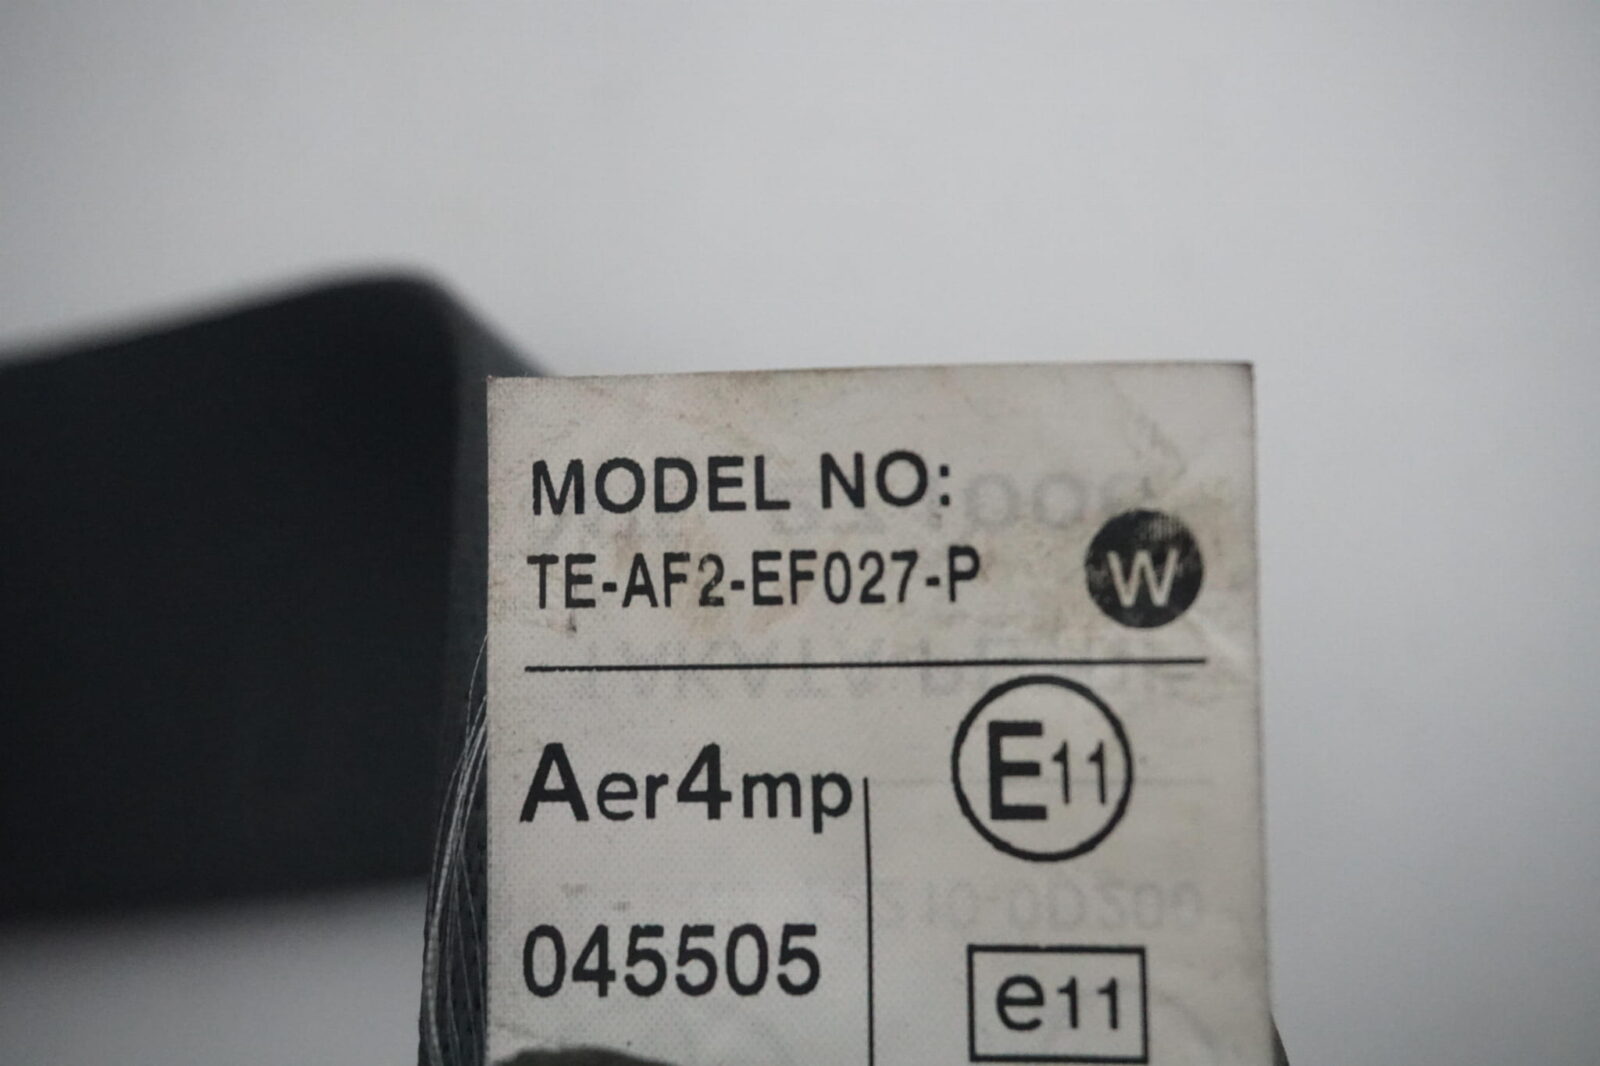 MODEL NO:
TE-AF2-EF027-P W
Aer4mp E11
045505 e11